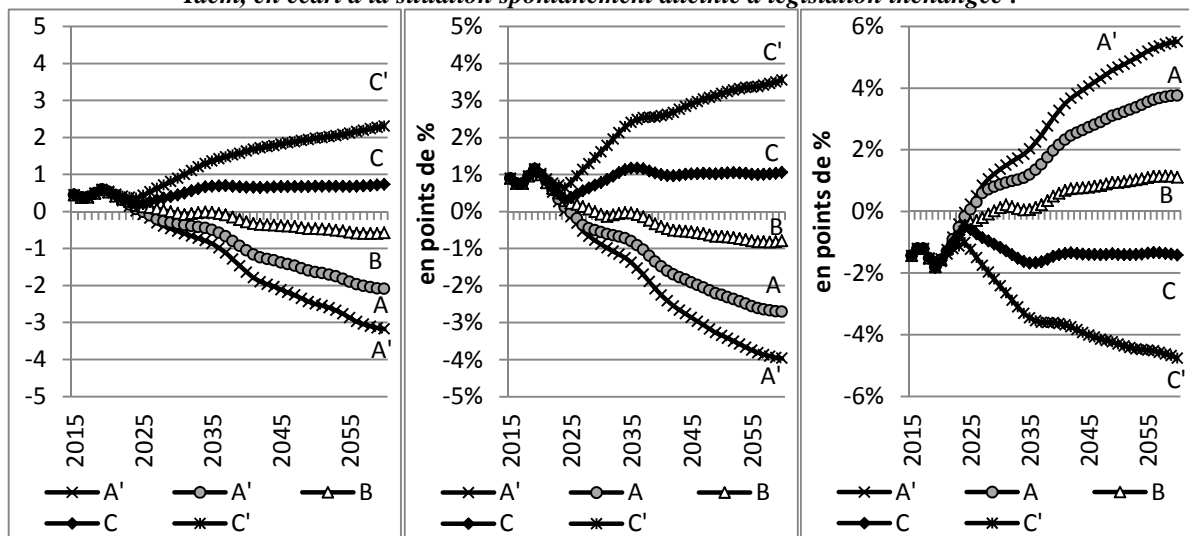 Idem, en écart à la situation spontanément atteinte à législation inchangée :
5
4
3
2
1
0
-1
-2
-3
-4
-5
C'
C
B
A
A'
2015
2025
2035
2045
2055
A' A' B
C C'
en points de %
5%
4%
3%
2%
1%
0%
-1%
-2%
-3%
-4%
-5%
C'
C
B
A
A'
2015
2025
2035
2045
2055
A' A B
C C'
en points de %
6%
4%
2%
0%
-2%
-4%
-6%
A'
A
B
C
C'
2015
2025
2035
2045
2055
A' A B
C C'